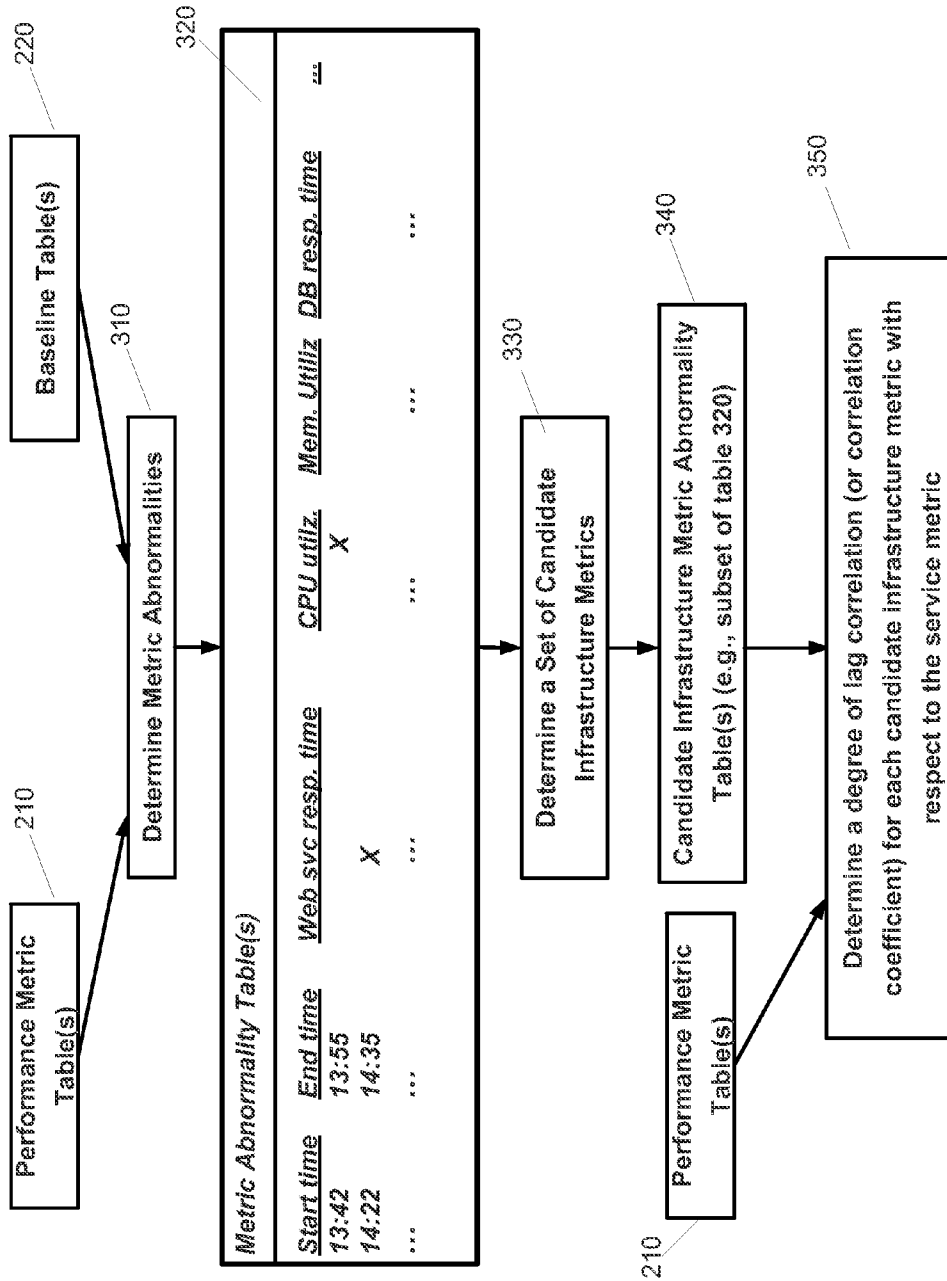 210
220
Performance Metric
Table(s)
Baseline Table(s)
310
Determine Metric Abnormalities
320
Metric Abnormality Table(s)
Start time End time Web svc resp. time CPU utilz. Mem. Utiliz DB resp. time ...
13:42 13:55 X
14:22 14:35 X
... ... ... ... ... ...
330
Determine a Set of Candidate
Infrastructure Metrics
340
Candidate Infrastructure Metric Abnormality
Table(s) (e.g., subset of table 320)
210
Performance Metric
Table(s)
350
Determine a degree of lag correlation (or correlation
coefficient) for each candidate infrastructure metric with
respect to the service metric